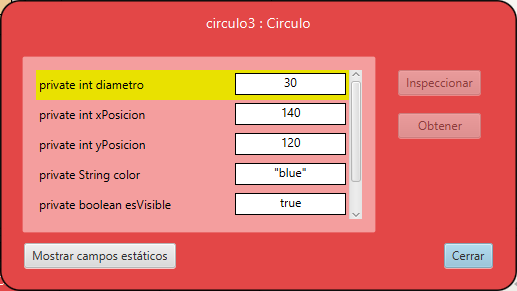 circulo3 : Circulo
private int diametro 30
private int xPosicion 140
private int yPosicion 120
private String color "blue"
private boolean esVisible true
Inspeccionar
Obtener
Mostrar campos estáticos
Cerrar